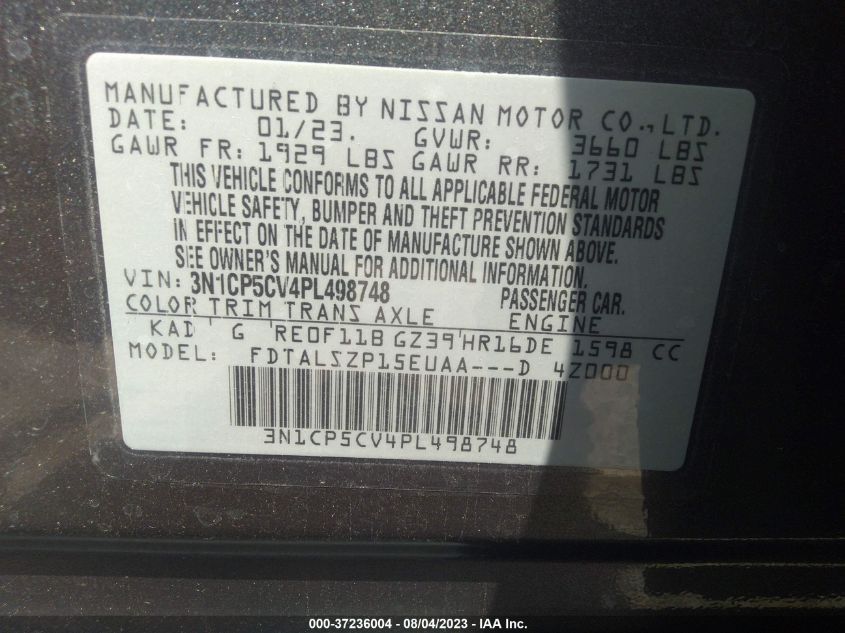 MANUFACTURED BY NISSAN MOTOR CO., LTD.
DATE: 01/23. GVWR: 3660 LBS
GAWR FR: 1929 LBS GAWR RR: 1731 LBS
THIS VEHICLE CONFORMS TO ALL APPLICABLE FEDERAL MOTOR
VEHICLE SAFETY, BUMPER AND THEFT PREVENTION STANDARDS
IN EFFECT ON THE DATE OF MANUFACTURE SHOWN ABOVE.
SEE OWNER'S MANUAL FOR ADDITIONAL INFORMATION.
VIN: 3N1CP5CV4PL498748 PASSENGER CAR.
COLOR TRIM TRANS AXLE ENGINE
KAD G RE0F11B GZ39 HR16DE 1598 CC
MODEL: FDTALSZP15EUAA---D 4Z000
3N1CP5CV4PL498748
000-37236004 - 08/04/2023 - © IAA Inc.